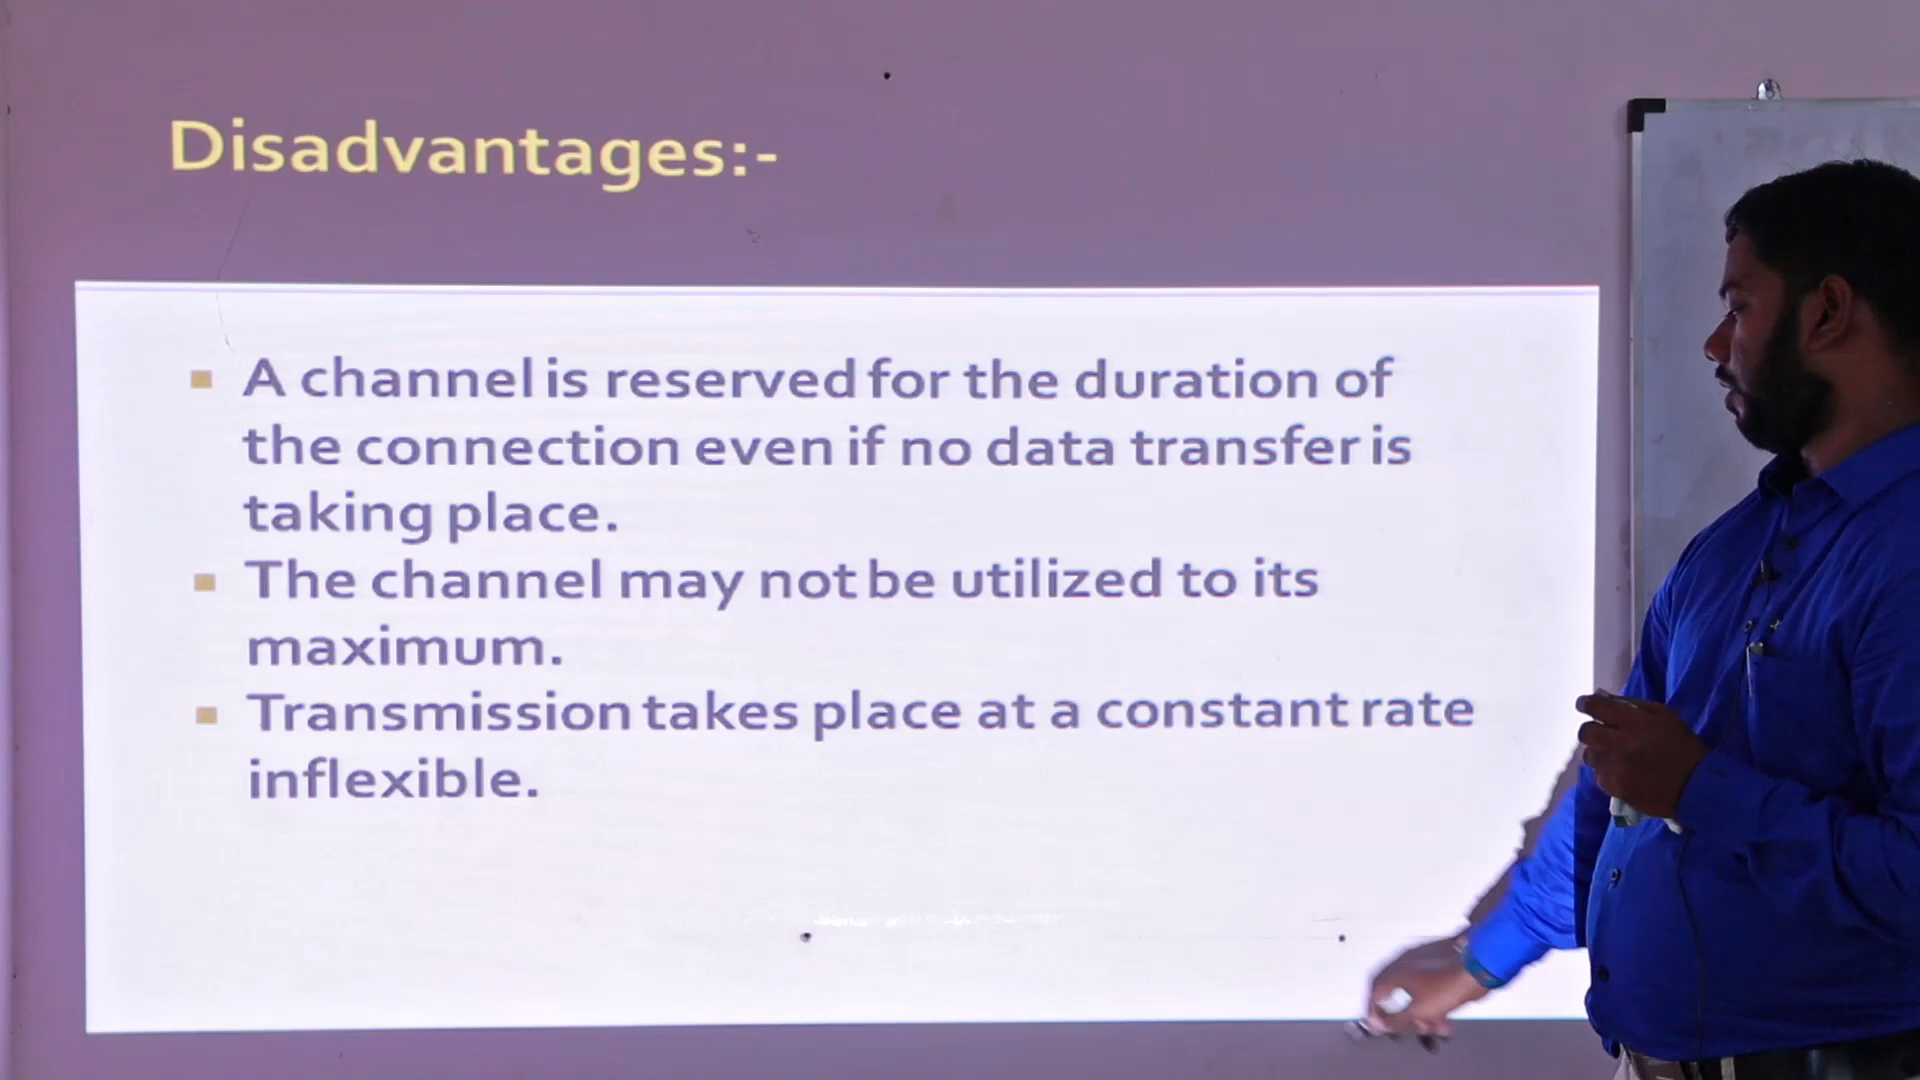 Disadvantages:-
A channel is reserved for the duration of
the connection even if no data transfer is
taking place.
The channel may not be utilized to its
maximum.
Transmission takes place at a constant rate
inflexible.